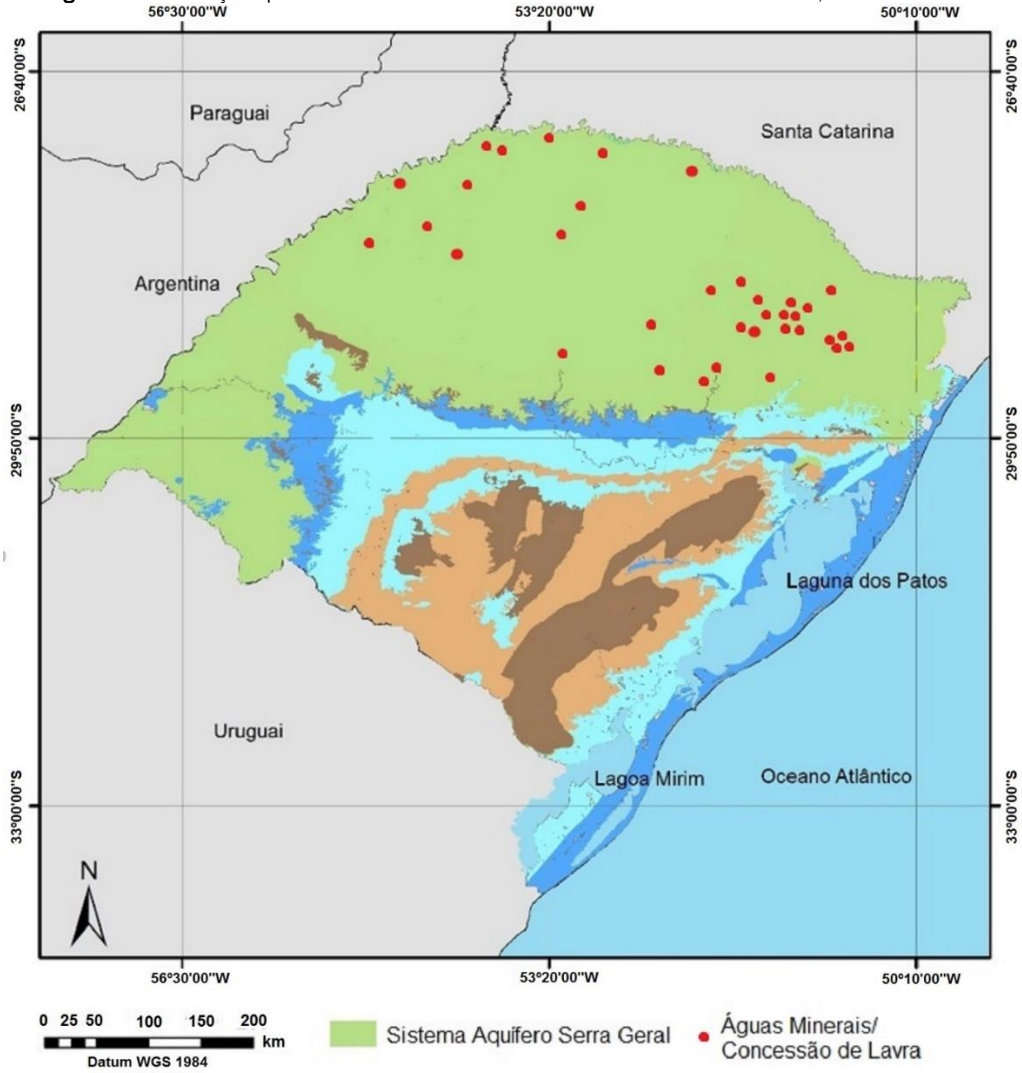 56°30'00"W 53°20'00"W 50°10'00"W
26°40'00"S
26°40'00"S
Paraguai
Santa Catarina
Argentina
29°50'00"S
29°50'00"S
Laguna dos Patos
Uruguai
Lagoa Mirim
Oceano Atlântico
33°00'00"S
33°00'00"S
N
56°30'00"W 53°20'00"W 50°10'00"W
0 25 50 100 150 200
km
Datum WGS 1984
Sistema Aquífero Serra Geral
Águas Minerais/
Concessão de Lavra